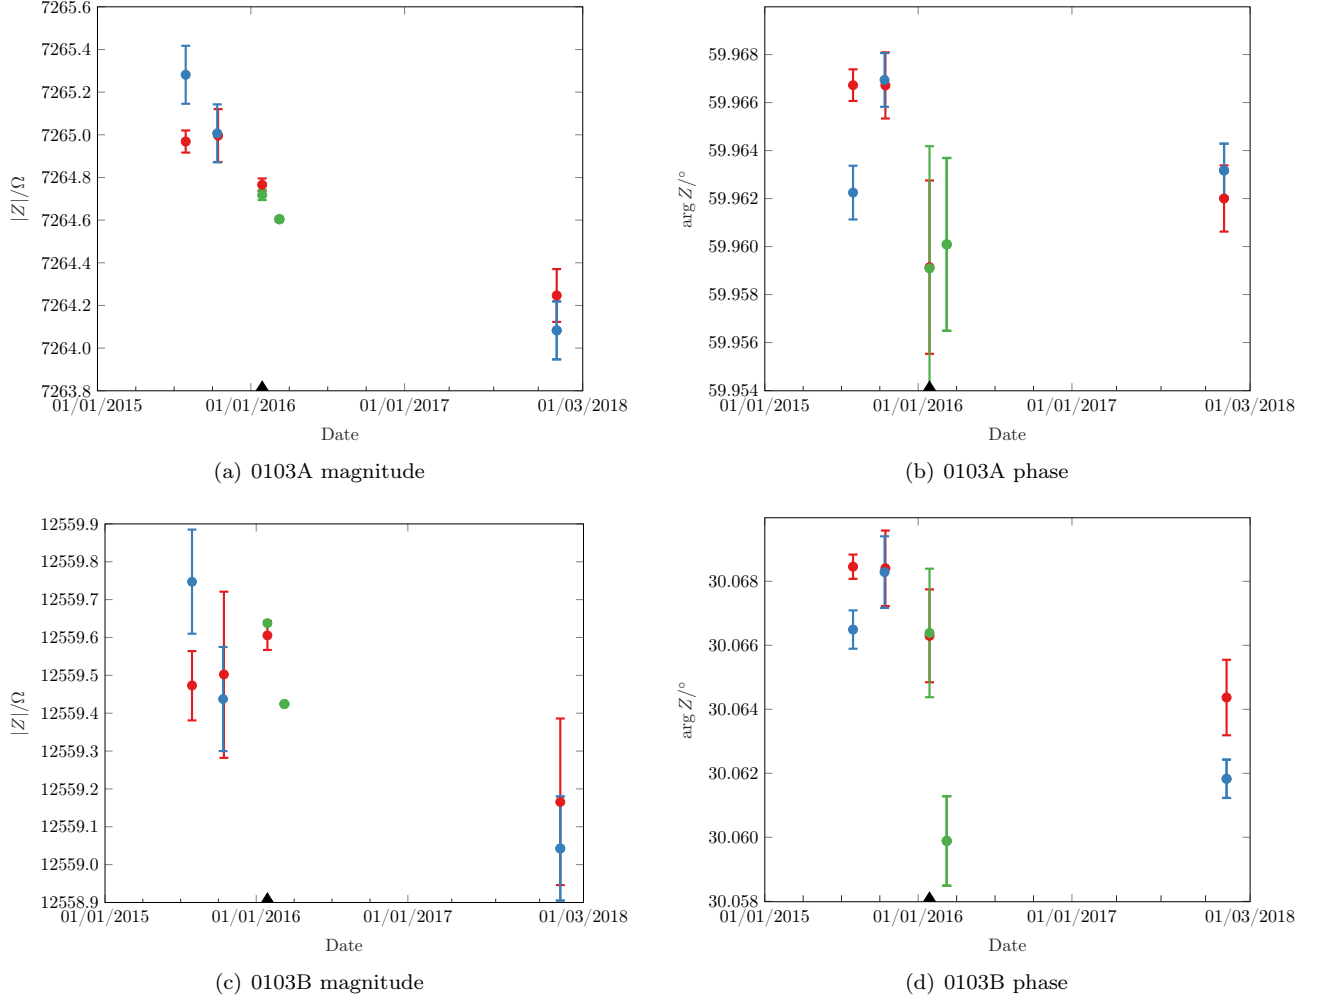 7265.6
7265.4
7265.2
7265.0
7264.8
7264.6
7264.4
7264.2
7264.0
7263.8
|Z|/Ω
01/01/2015 01/01/2016 01/01/2017 01/03/2018
Date
(a) 0103A magnitude
59.968
59.966
59.964
59.962
59.960
59.958
59.956
59.954
arg Z/°
01/01/2015 01/01/2016 01/01/2017 01/03/2018
Date
(b) 0103A phase
12559.9
12559.8
12559.7
12559.6
12559.5
12559.4
12559.3
12559.2
12559.1
12559.0
12558.9
|Z|/Ω
01/01/2015 01/01/2016 01/01/2017 01/03/2018
Date
(c) 0103B magnitude
30.068
30.066
30.064
30.062
30.060
30.058
arg Z/°
01/01/2015 01/01/2016 01/01/2017 01/03/2018
Date
(d) 0103B phase